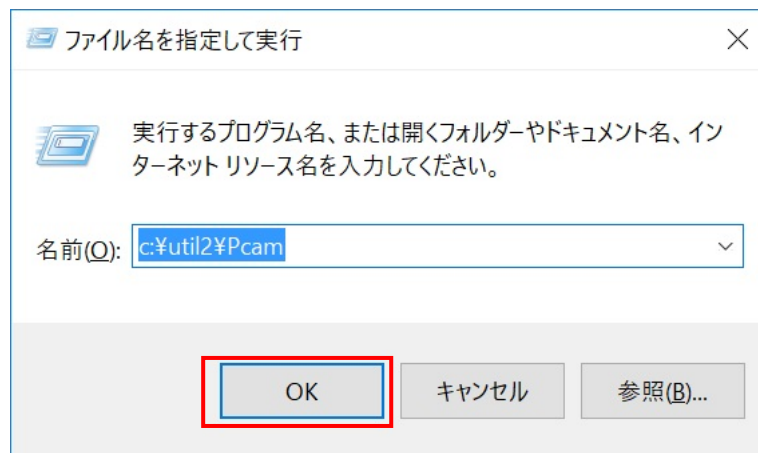 ファイル名を指定して実行
実行するプログラム名、または開くフォルダーやドキュメント名、イン
ターネット リソース名を入力してください。
名前(O): c:¥util2¥Pcam
OK キャンセル 参照(B)...